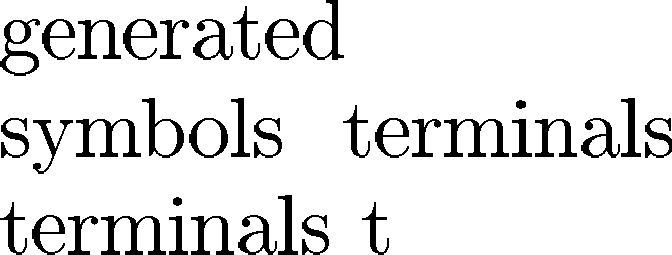 generated
symbols terminals
terminals t